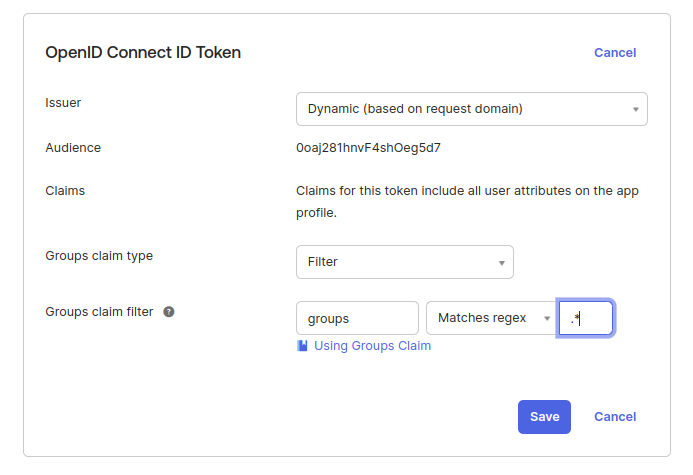 OpenID Connect ID Token Cancel
Issuer Dynamic (based on request domain)
Audience 0oaj281hnvF4shOeg5d7
Claims Claims for this token include all user attributes on the app
profile.
Groups claim type Filter
Groups claim filter ? groups Matches regex .*
Using Groups Claim
Save Cancel